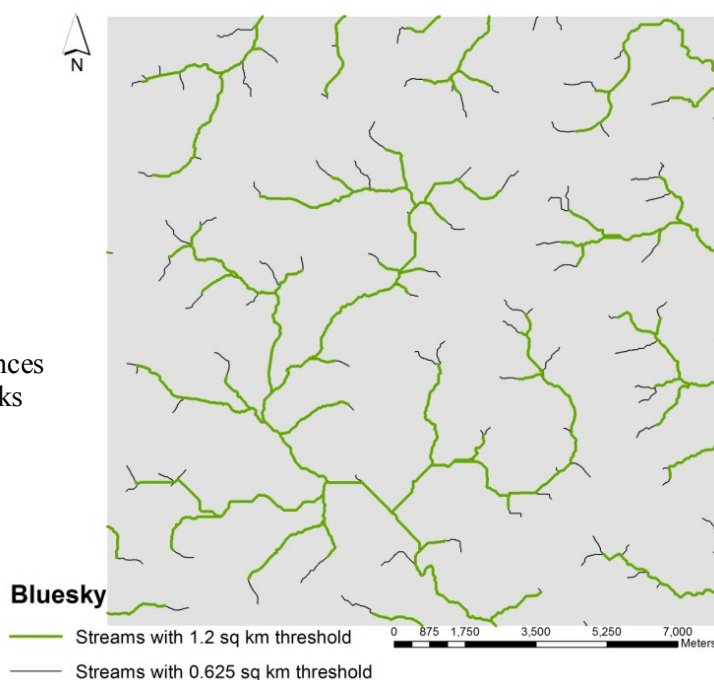 N
nces
ks
Bluesky
Streams with 1.2 sq km threshold
Streams with 0.625 sq km threshold
0 875 1,750 3,500 5,250 7,000
Meters